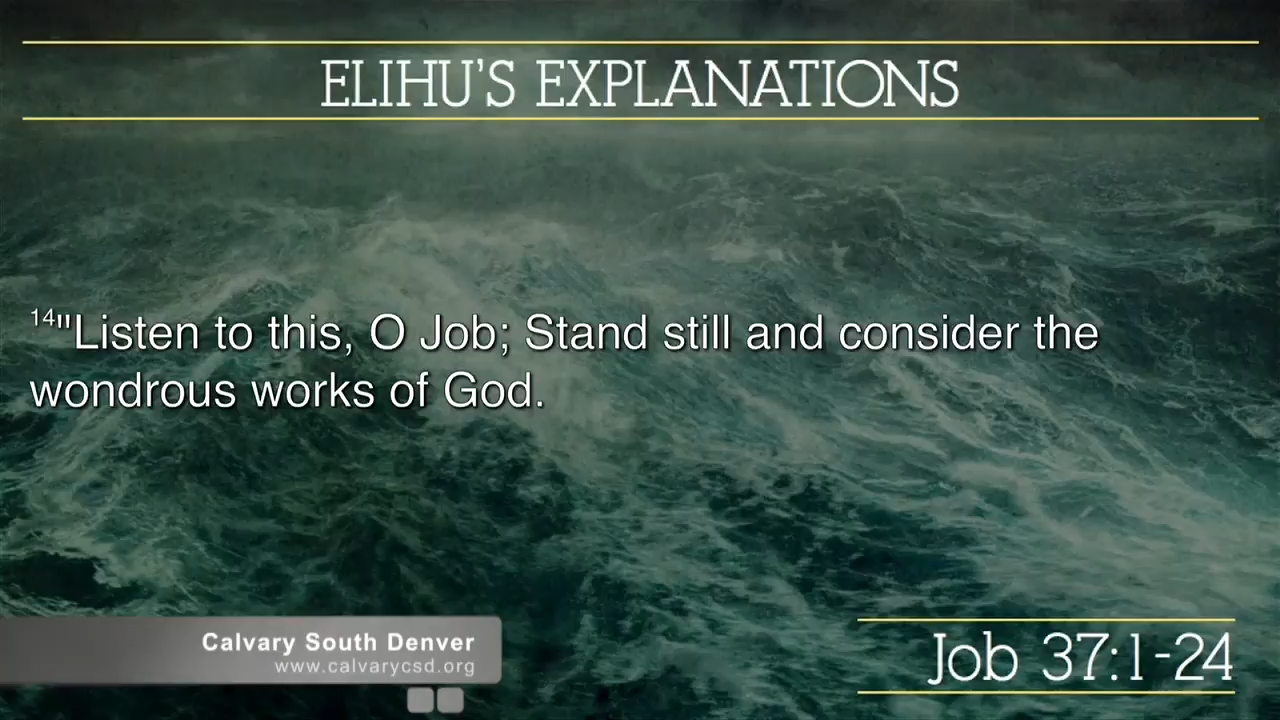 ELIHU'S EXPLANATIONS
14"Listen to this, O Job; Stand still and consider the
wondrous works of God.
Calvary South Denver
www.calvarycsd.org
Job 37:1-24